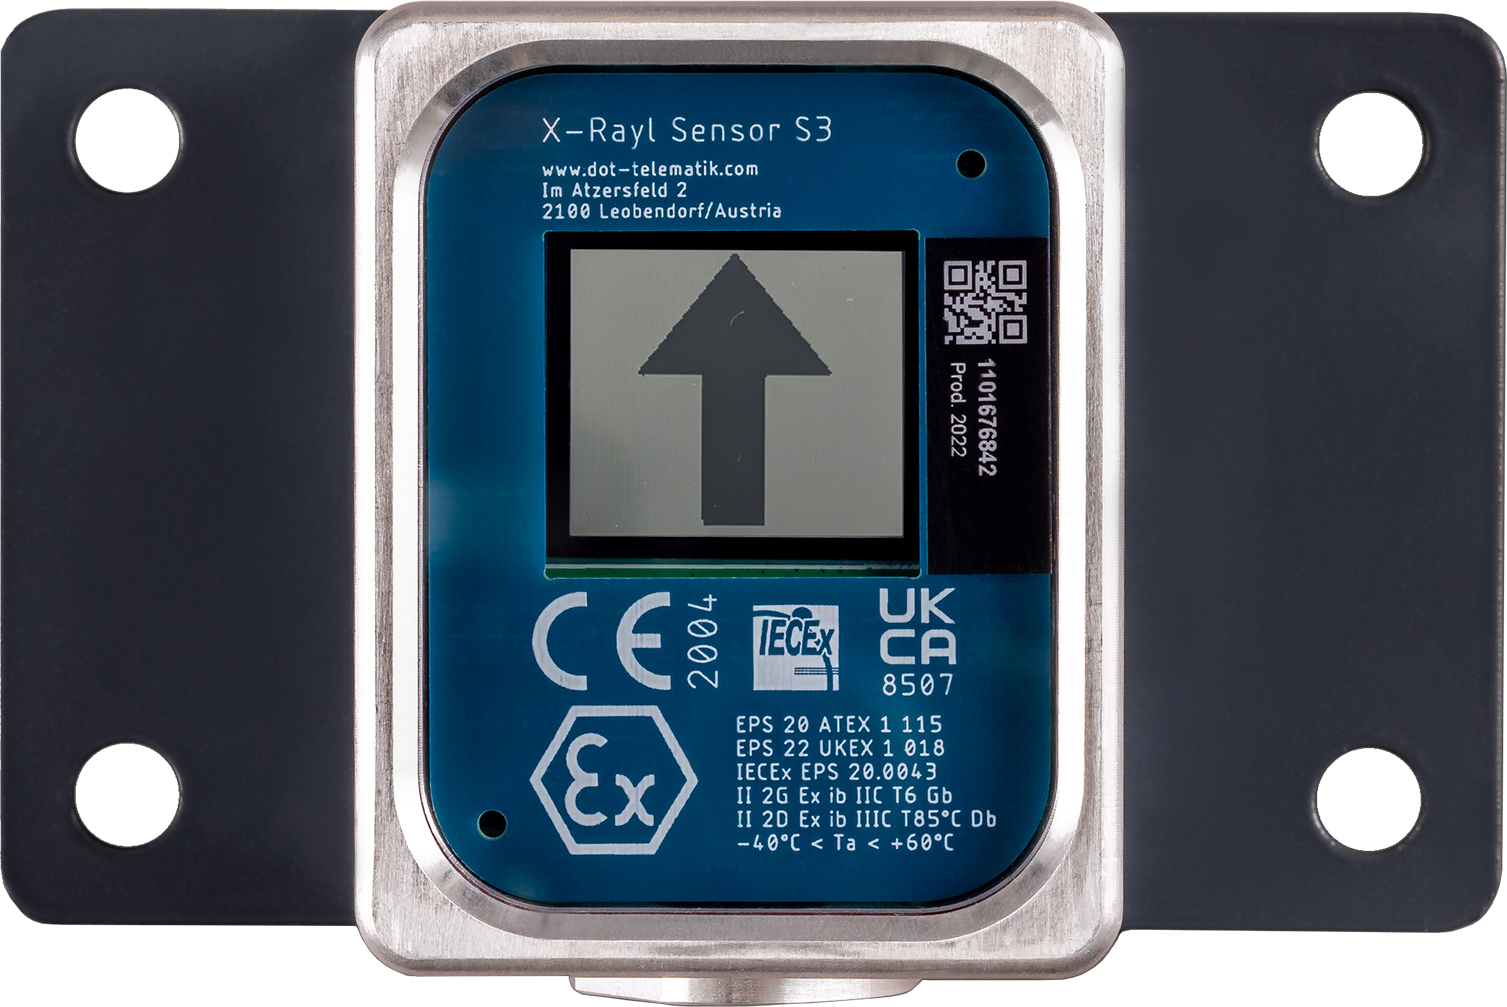 X-Rayl Sensor S3
www.dot-telematik.com
Im Atzersfeld 2
2100 Leobendorf/Austria
1101676842
Prod. 2022
CE 2004
IECEx
UK
CA
8507
Ex
EPS 20 ATEX 1 115
EPS 22 UKEX 1 018
IECEx EPS 20.0043
II 2G Ex ib IIC T6 Gb
II 2D Ex ib IIIC T85°C Db
-40°C < Ta < +60°C